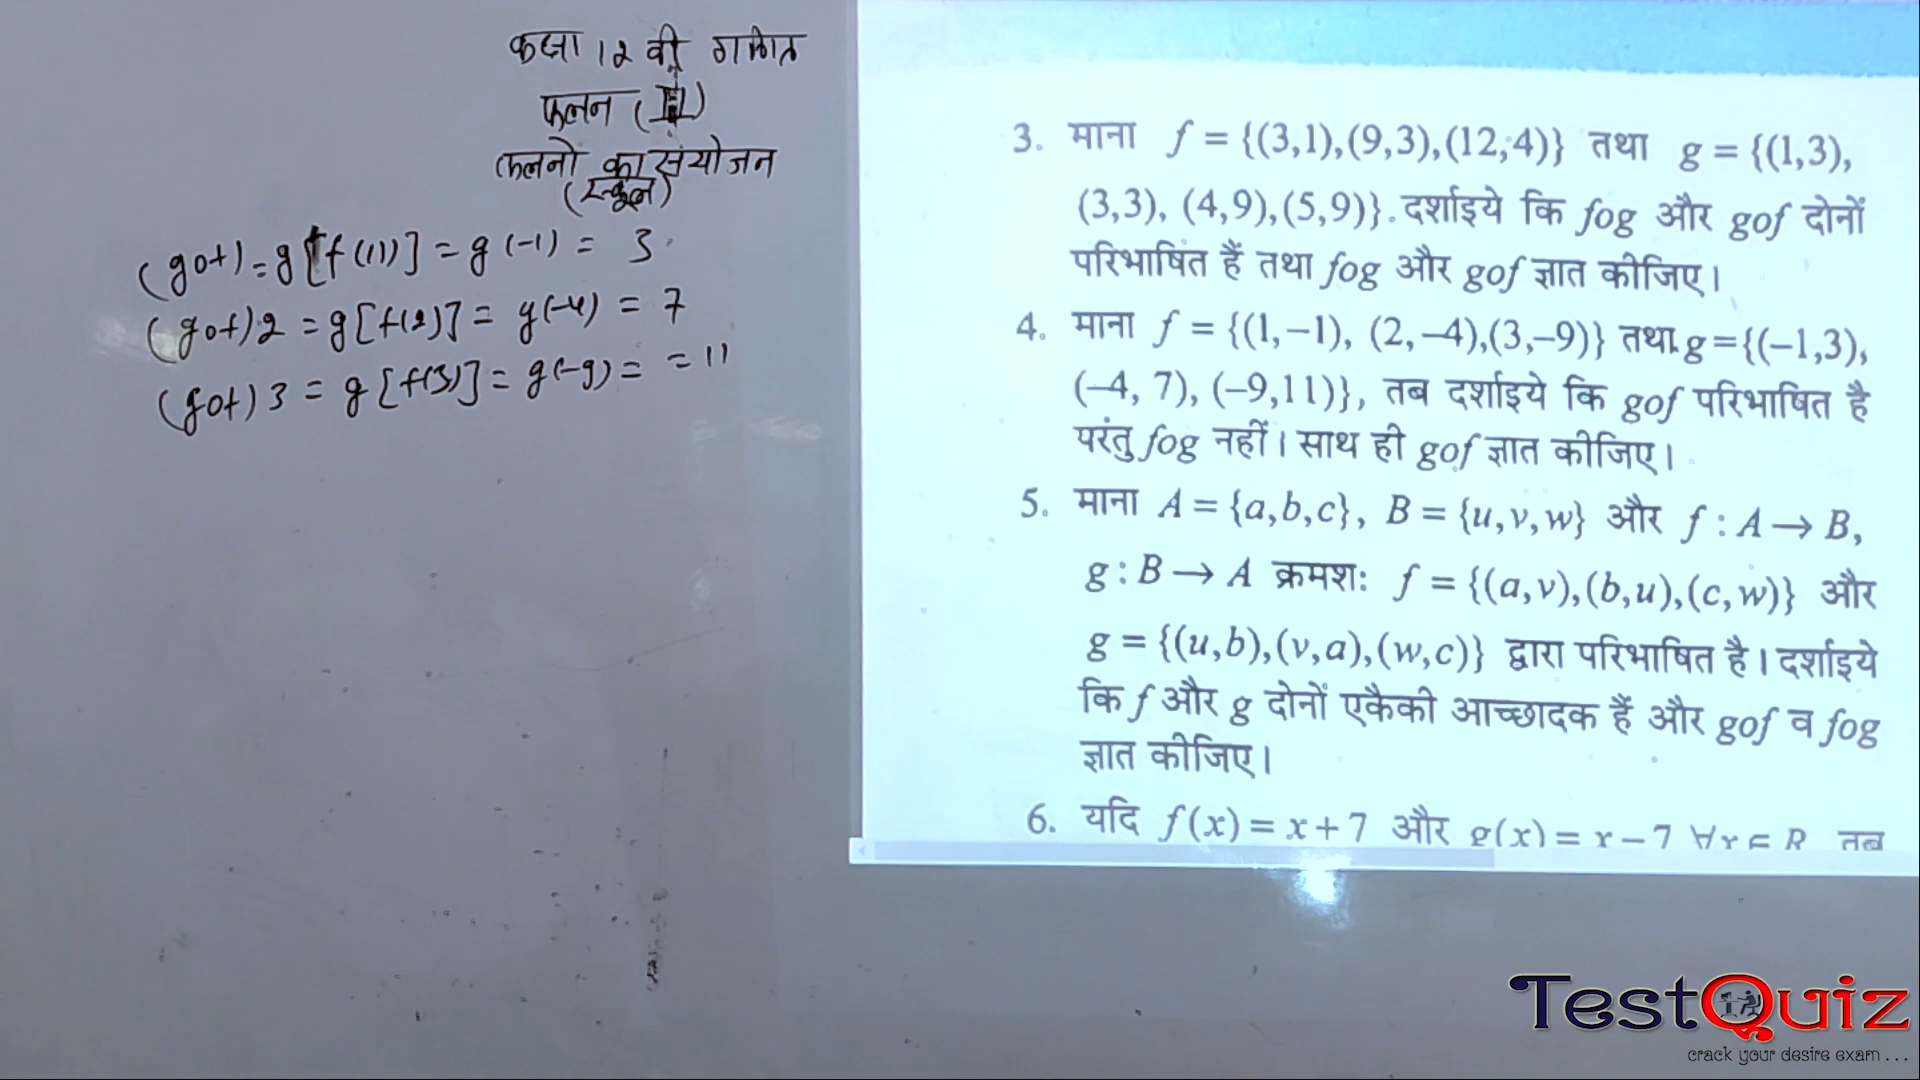 कक्षा 12 वी गणित
फलन (II)
फलनो का संयोजन
(स्कूल)
(gof) = g[f(1)] = g(-1) = 3
(gof)2 = g[f(2)] = g(-4) = 7
(gof)3 = g[f(3)] = g(-9) = = 11
3. माना f = {(3,1),(9,3),(12,4)} तथा g = {(1,3),
(3,3), (4,9),(5,9)}. दर्शाइये कि fog और gof दोनों
परिभाषित हैं तथा fog और gof ज्ञात कीजिए।
4. माना f = {(1,−1), (2,−4),(3,−9)} तथा g={(−1,3),
(−4, 7), (−9,11)}, तब दर्शाइये कि gof परिभाषित है
परंतु fog नहीं। साथ ही gof ज्ञात कीजिए।
5. माना A = {a,b,c}, B = {u,v,w} और f : A → B,
g : B → A क्रमशः f = {(a,v),(b,u),(c,w)} और
g = {(u,b),(v,a),(w,c)} द्वारा परिभाषित है। दर्शाइये
कि f और g दोनों एकैकी आच्छादक हैं और gof व fog
ज्ञात कीजिए।
6. यदि f(x) = x + 7 और g(x) = x − 7 ∀x ∈ R, तब
TestQuiz
crack your desire exam ...